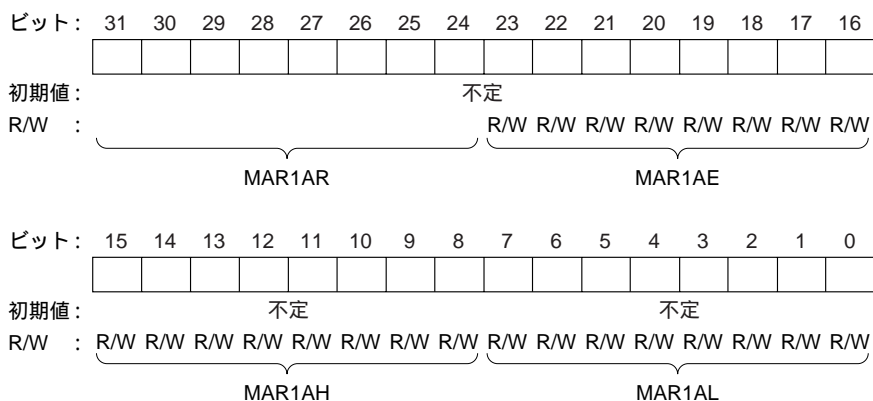 ビット : 31 30 29 28 27 26 25 24 23 22 21 20 19 18 17 16
初期値 : 不定
R/W : R/W R/W R/W R/W R/W R/W R/W R/W
MAR1AR MAR1AE
ビット : 15 14 13 12 11 10 9 8 7 6 5 4 3 2 1 0
初期値 : 不定 不定
R/W : R/W R/W R/W R/W R/W R/W R/W R/W R/W R/W R/W R/W R/W R/W R/W R/W
MAR1AH MAR1AL